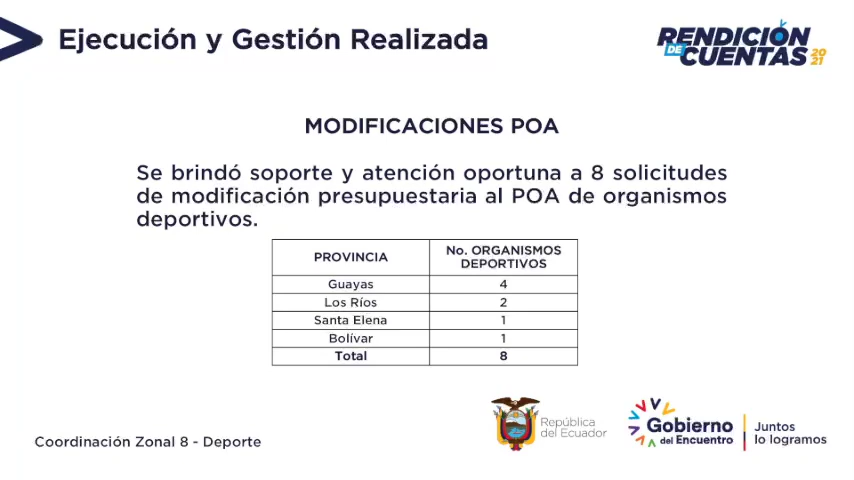 Ejecución y Gestión Realizada
RENDICIÓN
DE CUENTAS 20
21
MODIFICACIONES POA
Se brindó soporte y atención oportuna a 8 solicitudes
de modificación presupuestaria al POA de organismos
deportivos.
PROVINCIA No. ORGANISMOS
DEPORTIVOS
Guayas 4
Los Ríos 2
Santa Elena 1
Bolívar 1
Total 8
Coordinación Zonal 8 - Deporte
República
del Ecuador
Gobierno
del Encuentro
Juntos
lo logramos